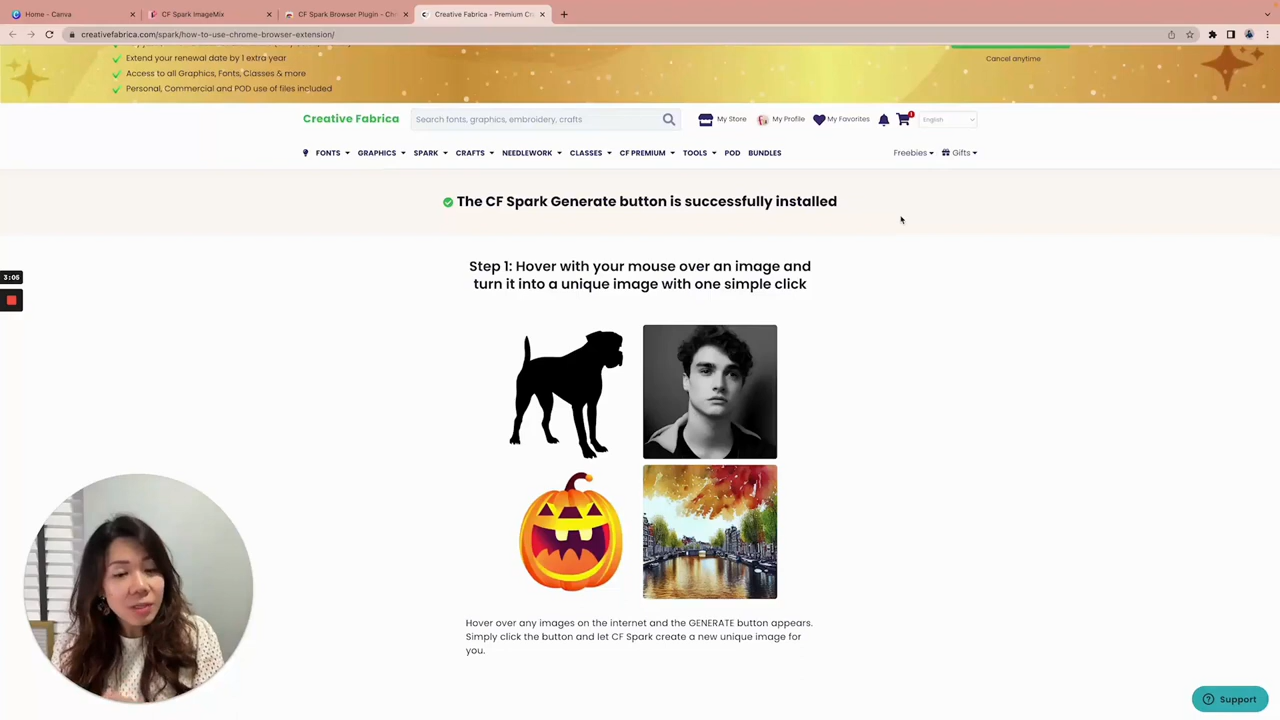 Home - Canva
CF Spark ImageMix
CF Spark Browser Plugin - Chr
Creative Fabrica - Premium Cr
creativefabrica.com/spark/how-to-use-chrome-browser-extension/
Extend your renewal date by 1 extra year
Access to all Graphics, Fonts, Classes & more
Personal, Commercial and POD use of files included
Cancel anytime
Creative Fabrica
Search fonts, graphics, embroidery, crafts
My Store
My Profile
My Favorites
1
English
FONTS
GRAPHICS
SPARK
CRAFTS
NEEDLEWORK
CLASSES
CF PREMIUM
TOOLS
POD
BUNDLES
Freebies
Gifts
The CF Spark Generate button is successfully installed
3:05
Step 1: Hover with your mouse over an image and
turn it into a unique image with one simple click
Hover over any images on the internet and the GENERATE button appears.
Simply click the button and let CF Spark create a new unique image for
you.
Support